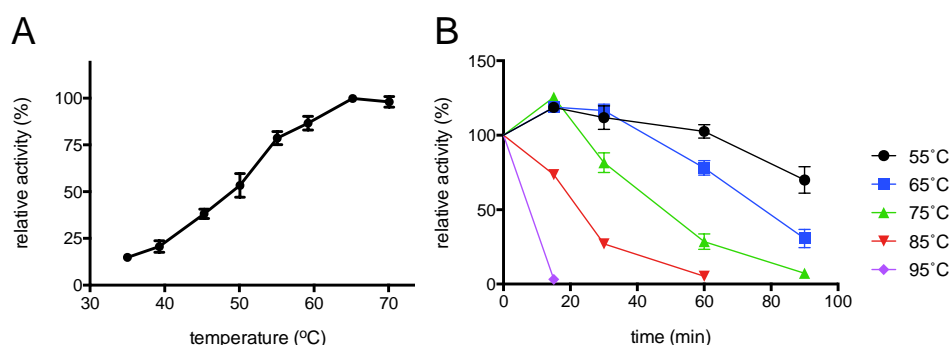 A
relative activity (%)
100
75
50
25
0
30
40
50
60
70
temperature (ºC)
B
relative activity (%)
150
100
50
0
0
20
40
60
80
100
time (min)
55˚C
65˚C
75˚C
85˚C
95˚C